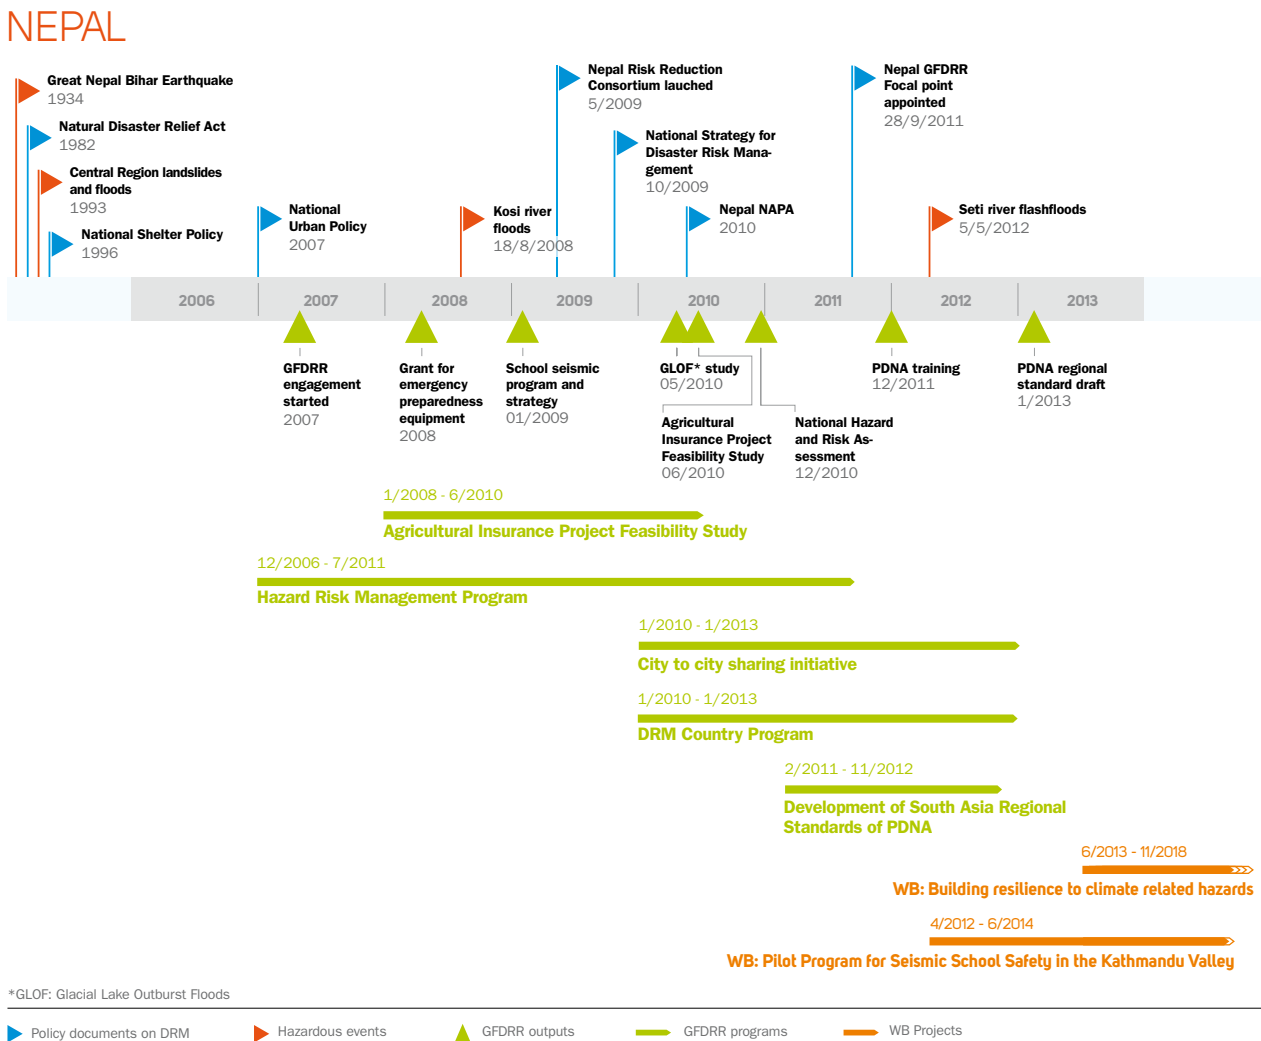 NEPAL
Great Nepal Bihar Earthquake
1934
Natural Disaster Relief Act
1982
Central Region landslides
and floods
1993
National Shelter Policy
1996
National
Urban Policy
2007
Kosi river
floods
18/8/2008
Nepal Risk Reduction
Consortium lauched
5/2009
National Strategy for
Disaster Risk Mana-
gement
10/2009
Nepal NAPA
2010
Nepal GFDRR
Focal point
appointed
28/9/2011
Seti river flashfloods
5/5/2012
2006
2007
2008
2009
2010
2011
2012
2013
GFDRR
engagement
started
2007
Grant for
emergency
preparedness
equipment
2008
School seismic
program and
strategy
01/2009
GLOF* study
05/2010
Agricultural
Insurance Project
Feasibility Study
06/2010
National Hazard
and Risk As-
sessment
12/2010
PDNA training
12/2011
PDNA regional
standard draft
1/2013
1/2008 - 6/2010
Agricultural Insurance Project Feasibility Study
12/2006 - 7/2011
Hazard Risk Management Program
1/2010 - 1/2013
City to city sharing initiative
1/2010 - 1/2013
DRM Country Program
2/2011 - 11/2012
Development of South Asia Regional
Standards of PDNA
6/2013 - 11/2018
WB: Building resilience to climate related hazards
4/2012 - 6/2014
WB: Pilot Program for Seismic School Safety in the Kathmandu Valley
*GLOF: Glacial Lake Outburst Floods
Policy documents on DRM
Hazardous events
GFDRR outputs
GFDRR programs
WB Projects